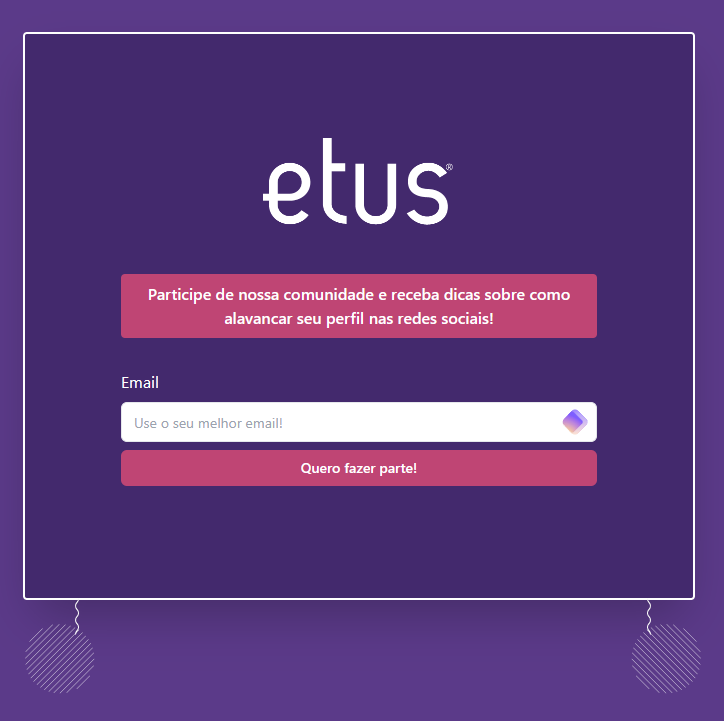 etus®
Participe de nossa comunidade e receba dicas sobre como
alavancar seu perfil nas redes sociais!
Email
Use o seu melhor email!
Quero fazer parte!